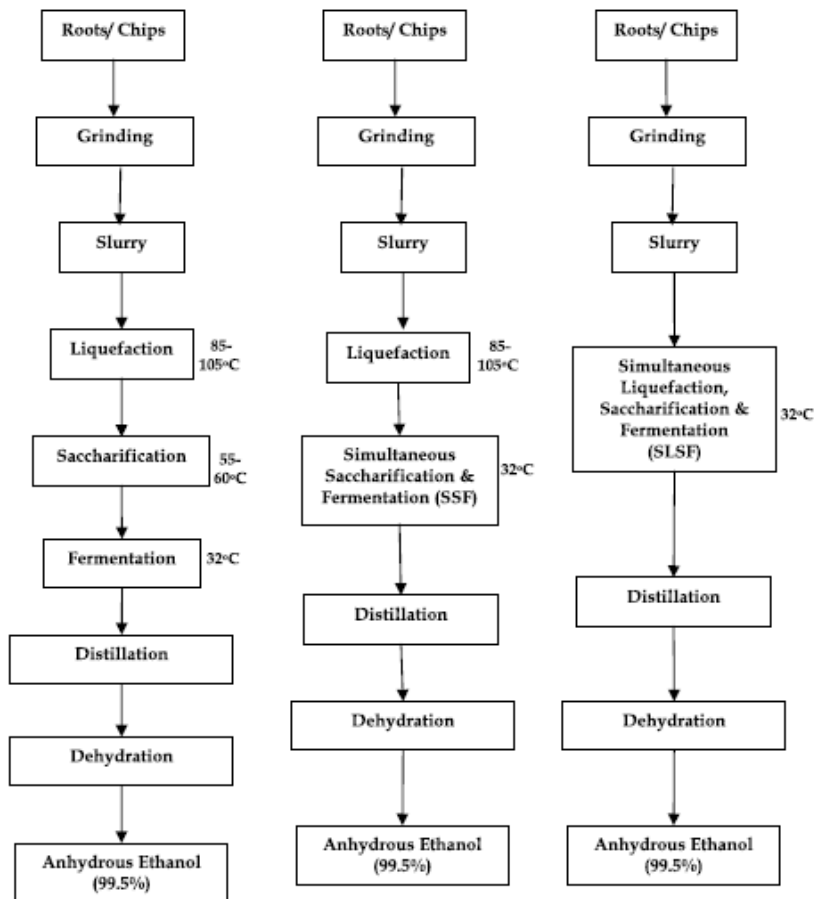 Roots/ Chips
Grinding
Slurry
Liquefaction
85-
105ºC
Saccharification
55-
60ºC
Fermentation
32ºC
Distillation
Dehydration
Anhydrous Ethanol
(99.5%)
Roots/ Chips
Grinding
Slurry
Liquefaction
85-
105ºC
Simultaneous
Saccharification &
Fermentation (SSF)
32ºC
Distillation
Dehydration
Anhydrous Ethanol
(99.5%)
Roots/ Chips
Grinding
Slurry
Simultaneous
Liquefaction,
Saccharification &
Fermentation
(SLSF)
32ºC
Distillation
Dehydration
Anhydrous Ethanol
(99.5%)